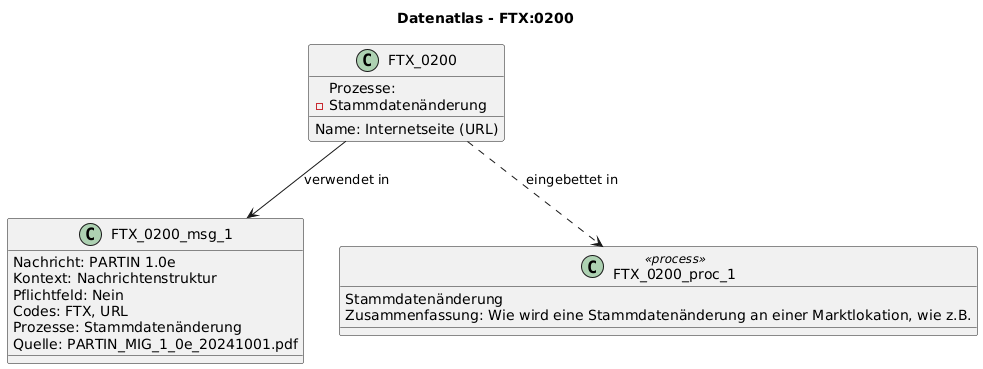 Datenatlas - FTX:0200
C FTX_0200
Prozesse:
Stammdatenänderung
Name: Internetseite (URL)
verwendet in
eingebettet in
C FTX_0200_msg_1
Nachricht: PARTIN 1.0e
Kontext: Nachrichtenstruktur
Pflichtfeld: Nein
Codes: FTX, URL
Prozesse: Stammdatenänderung
Quelle: PARTIN_MIG_1_0e_20241001.pdf
C «process»
FTX_0200_proc_1
Stammdatenänderung
Zusammenfassung: Wie wird eine Stammdatenänderung an einer Marktlokation, wie z.B.